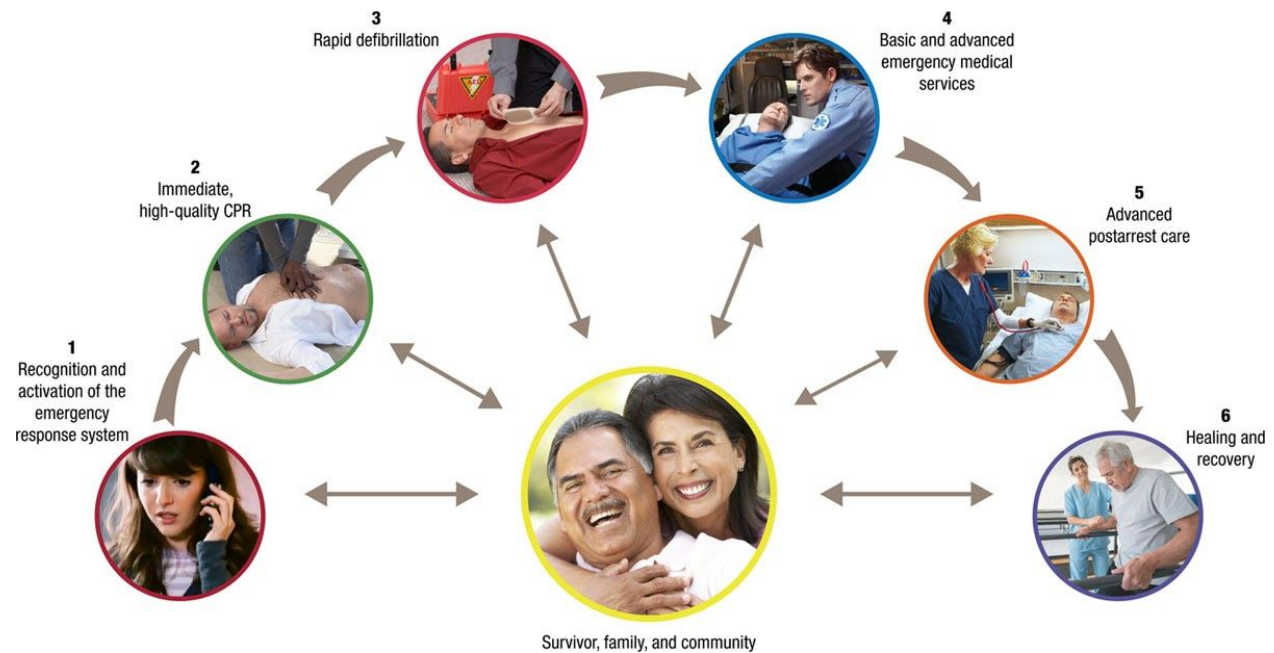 1
Recognition and
activation of the
emergency
response system
2
Immediate,
high-quality CPR
3
Rapid defibrillation
AED
4
Basic and advanced
emergency medical
services
5
Advanced
postarrest care
6
Healing and
recovery
Survivor, family, and community